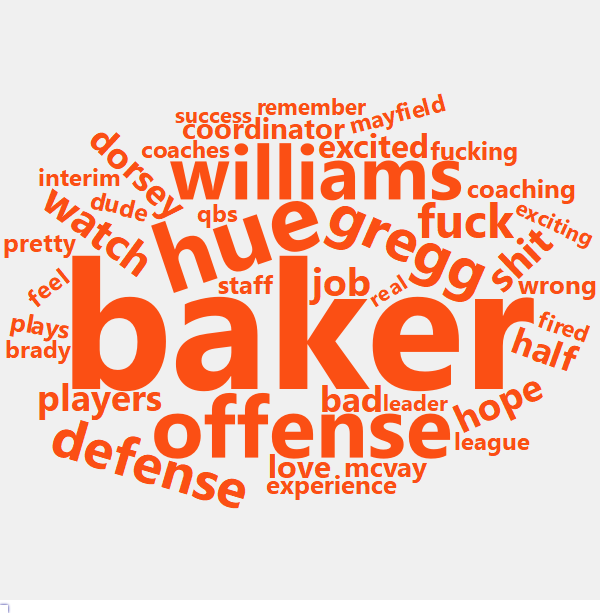 remember
success
mayfield
coordinator
dorsey
coaches
excited
fucking
interim
williams
coaching
dude
qbs
hue
gregg
fuck
exciting
watch
pretty
shit
feel
staff
job
real
wrong
baker
plays
fired
brady
half
players
bad
leader
hope
offense
defense
league
love
mcvay
experience